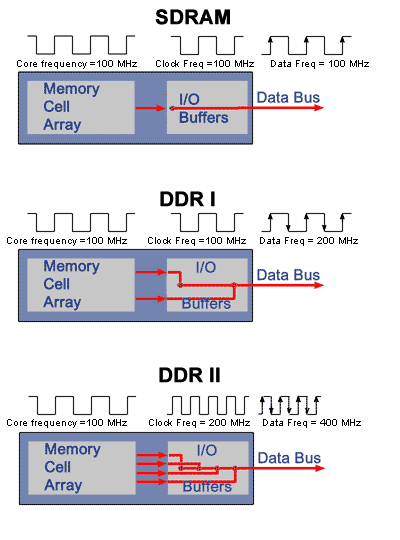 SDRAM
Core frequency =100 MHz Clock Freq =100 MHz Data Freq = 100 MHz
Memory
Cell
Array
I/O
Buffers
Data Bus
DDR I
Core frequency =100 MHz Clock Freq =100 MHz Data Freq = 200 MHz
Memory
Cell
Array
I/O
Buffers
Data Bus
DDR II
Core frequency =100 MHz Clock Freq = 200 MHz Data Freq = 400 MHz
Memory
Cell
Array
I/O
Buffers
Data Bus